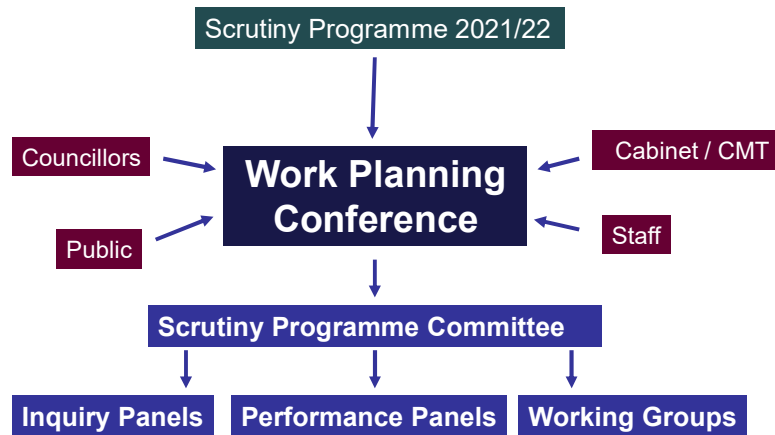 Scrutiny Programme 2021/22
Councillors
Cabinet / CMT
Work Planning
Conference
Public
Staff
Scrutiny Programme Committee
Inquiry Panels
Performance Panels
Working Groups